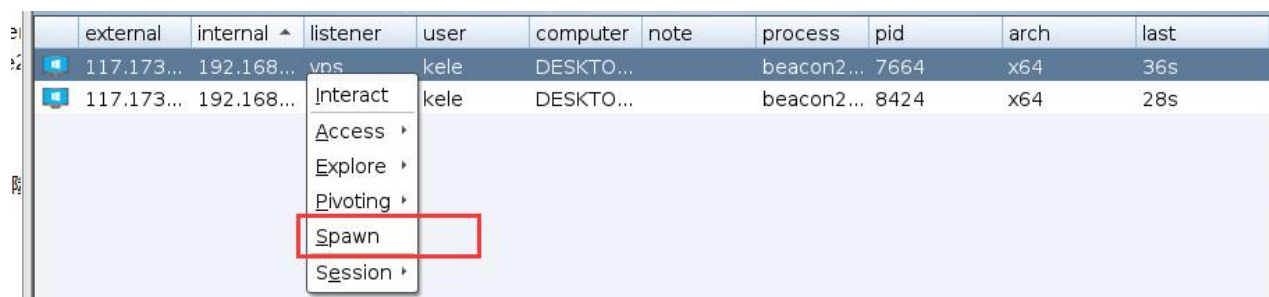 external internal listener user computer note process pid arch last
117.173... 192.168... vps kele DESKTO... beacon2... 7664 x64 36s
117.173... 192.168... kele DESKTO... beacon2... 8424 x64 28s
Interact
Access
Explore
Pivoting
Spawn
Session